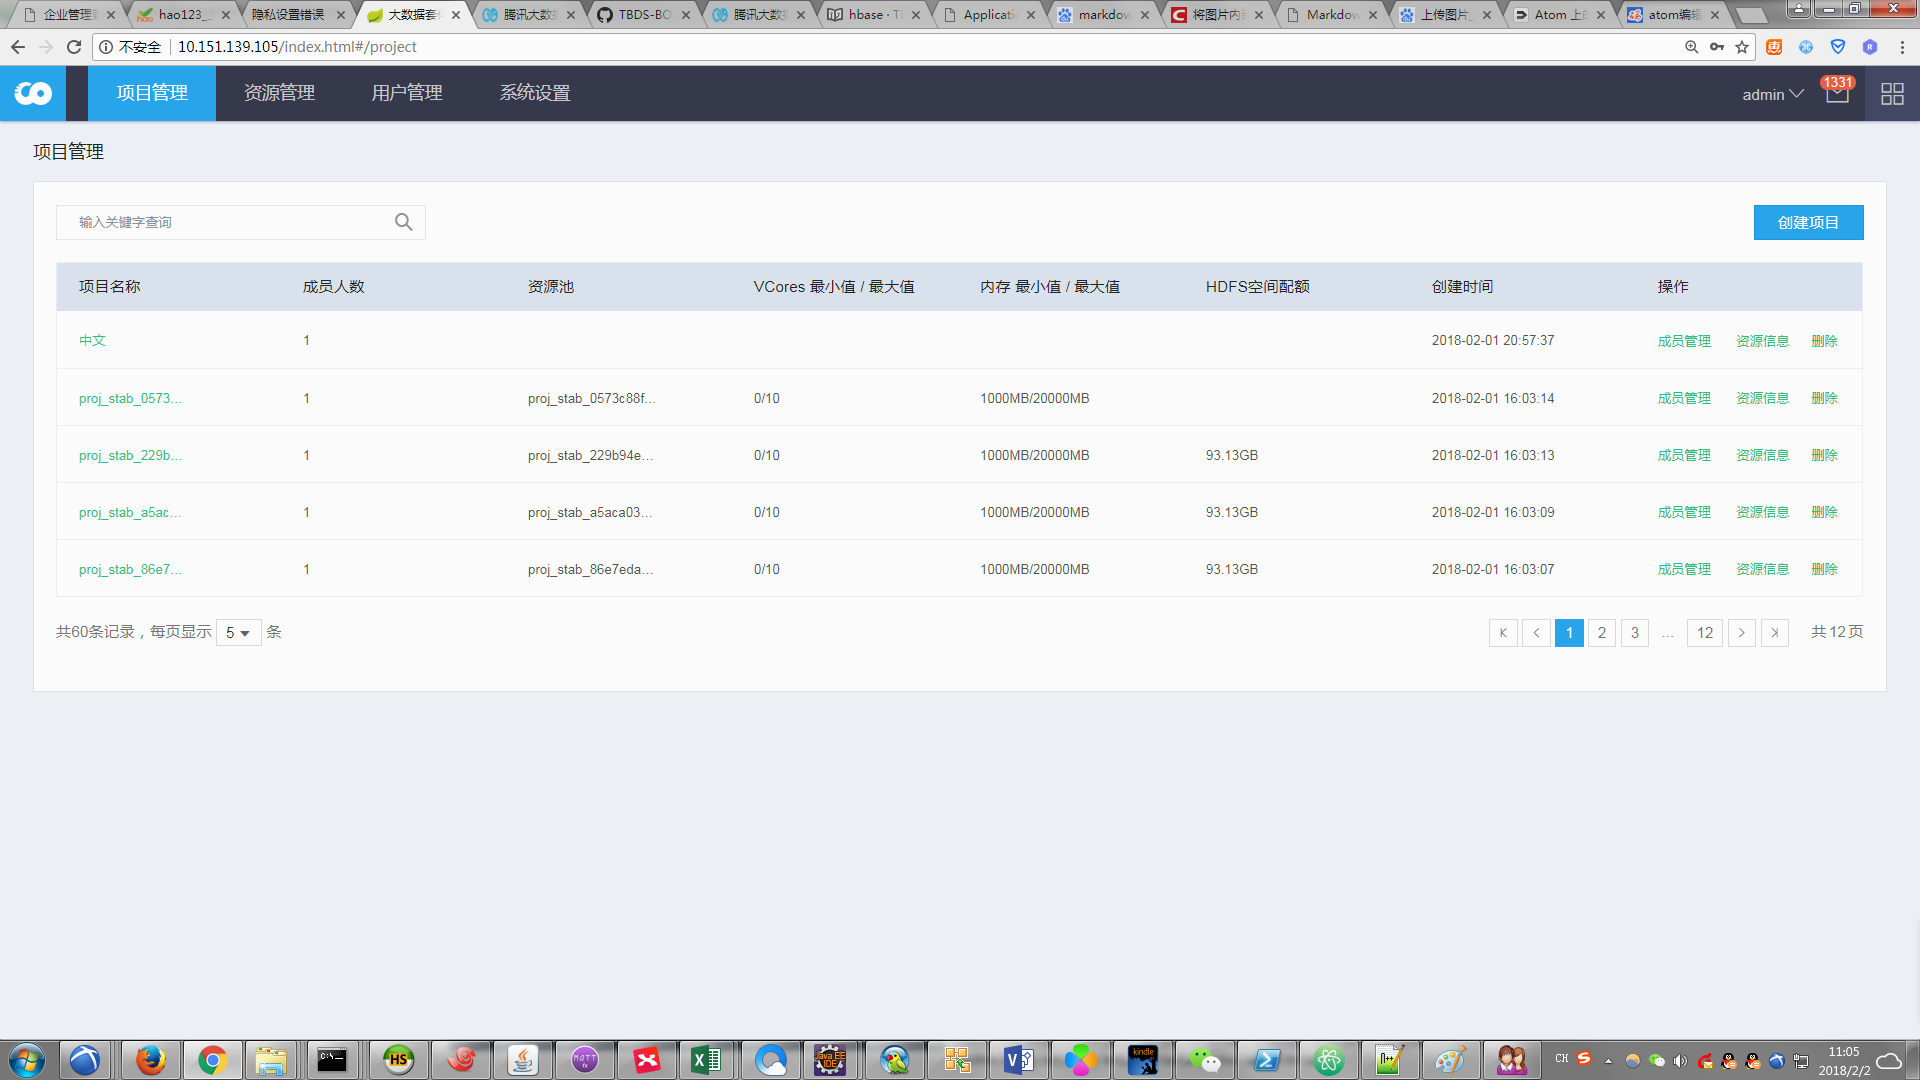 企业管理
hao123_
隐私设置错误
大数据套件
腾讯大数据
TBDS-BO
腾讯大数据
hbase · T
Applicatio
markdow
将图片内
Markdow
上传图片_
Atom 上的
atom编辑
不安全 10.151.139.105/index.html#/project
项目管理 资源管理 用户管理 系统设置 admin 1331
项目管理
输入关键字查询 创建项目
项目名称 成员人数 资源池 VCores 最小值 / 最大值 内存 最小值 / 最大值 HDFS空间配额 创建时间 操作
中文 1 2018-02-01 20:57:37 成员管理 资源信息 删除
proj_stab_0573... 1 proj_stab_0573c88f... 0/10 1000MB/20000MB 2018-02-01 16:03:14 成员管理 资源信息 删除
proj_stab_229b... 1 proj_stab_229b94e... 0/10 1000MB/20000MB 93.13GB 2018-02-01 16:03:13 成员管理 资源信息 删除
proj_stab_a5ac... 1 proj_stab_a5aca03... 0/10 1000MB/20000MB 93.13GB 2018-02-01 16:03:09 成员管理 资源信息 删除
proj_stab_86e7... 1 proj_stab_86e7eda... 0/10 1000MB/20000MB 93.13GB 2018-02-01 16:03:07 成员管理 资源信息 删除
共60条记录，每页显示 5 条 1 2 3 ... 12 共 12 页
HS
MATT
Java EE
IDE
kindle
CH
11:05
2018/2/2